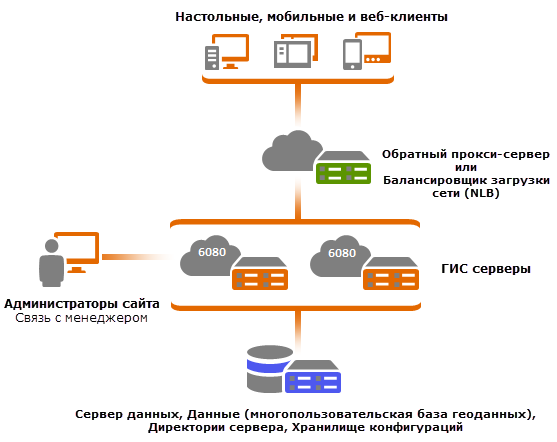 Настольные, мобильные и веб-клиенты
Обратный прокси-сервер
или
Балансировщик загрузки
сети (NLB)
6080
6080
ГИС серверы
Администраторы сайта
Связь с менеджером
Сервер данных, Данные (многопользовательская база геоданных),
Директории сервера, Хранилище конфигураций